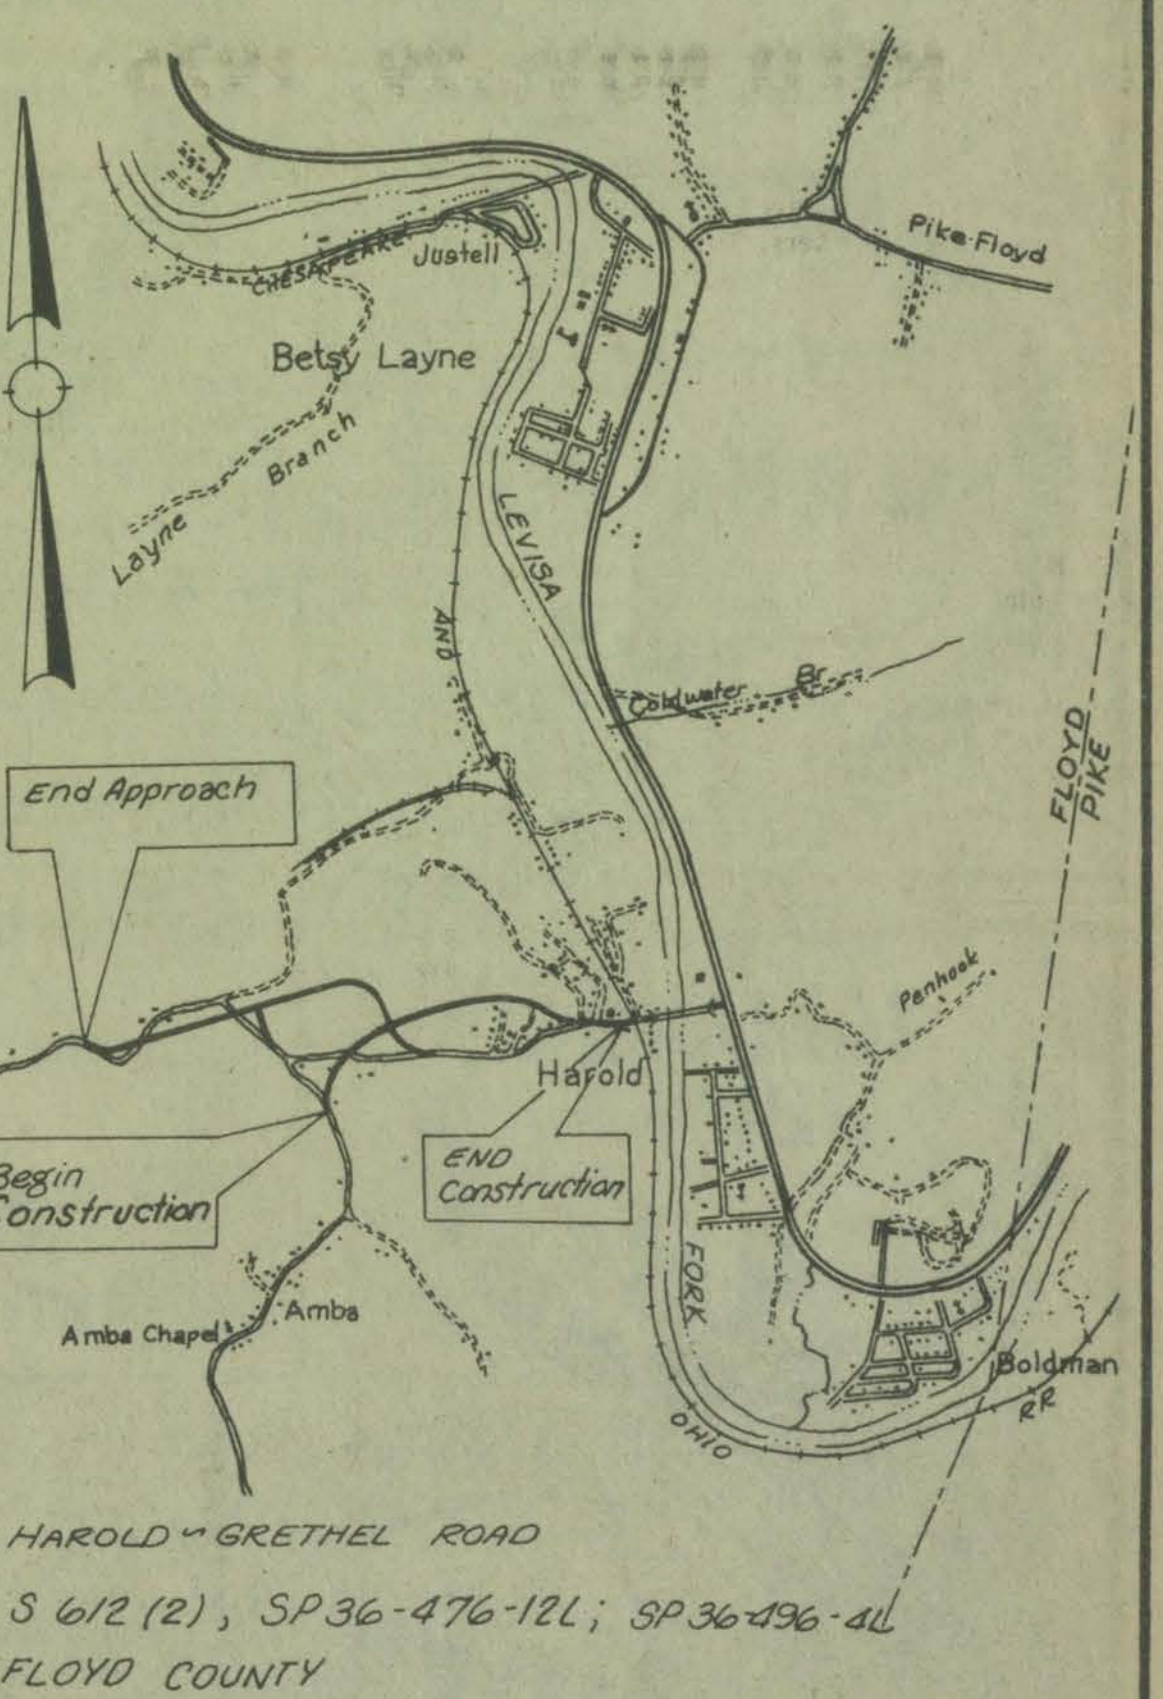 Pike-Floyd
CHESAPEAKE
Justell
Betsy Layne
Layne Branch
LEVISA
AND
Coldwater Br
FLOYD
PIKE
End Approach
Penhook
Harold
Begin
Construction
END
Construction
FORK
Amba
Amba Chapel
Boldman
OHIO
RR
HAROLD ~ GRETHEL ROAD
S 612 (2), SP 36-476-12L; SP 36-496-4L
FLOYD COUNTY